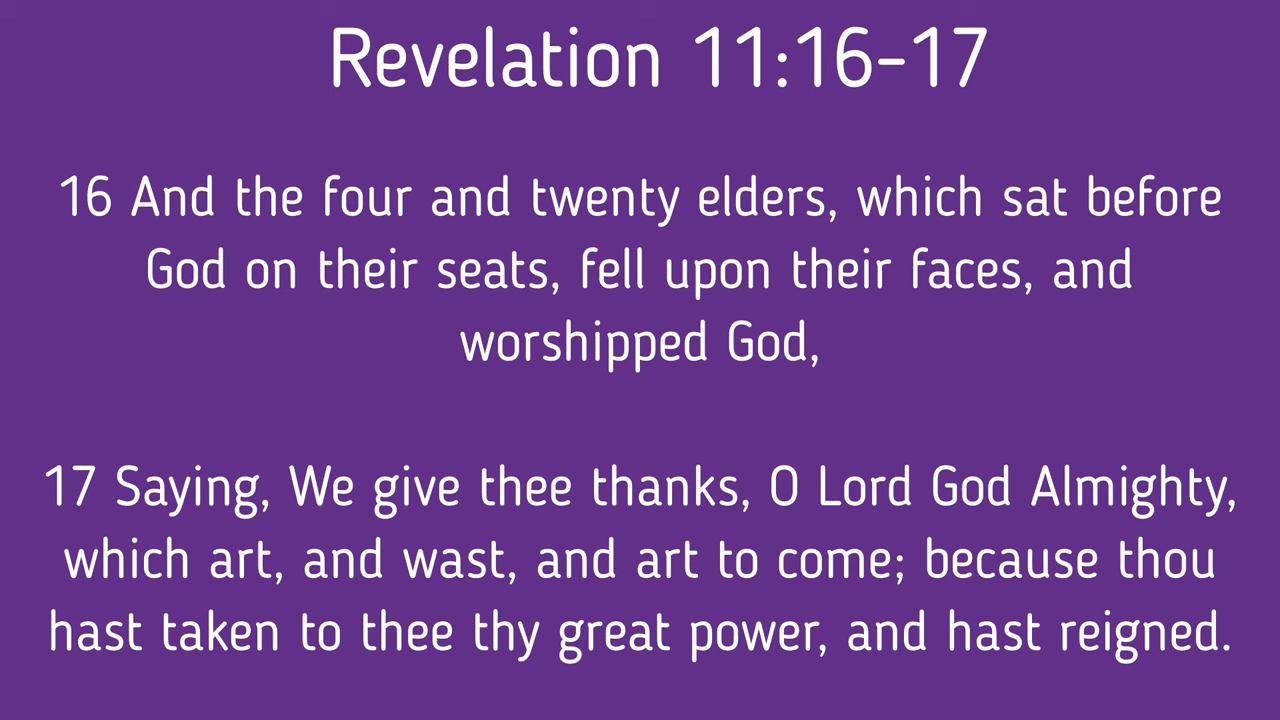 Revelation 11:16-17
16 And the four and twenty elders, which sat before
God on their seats, fell upon their faces, and
worshipped God,
17 Saying, We give thee thanks, O Lord God Almighty,
which art, and wast, and art to come; because thou
hast taken to thee thy great power, and hast reigned.